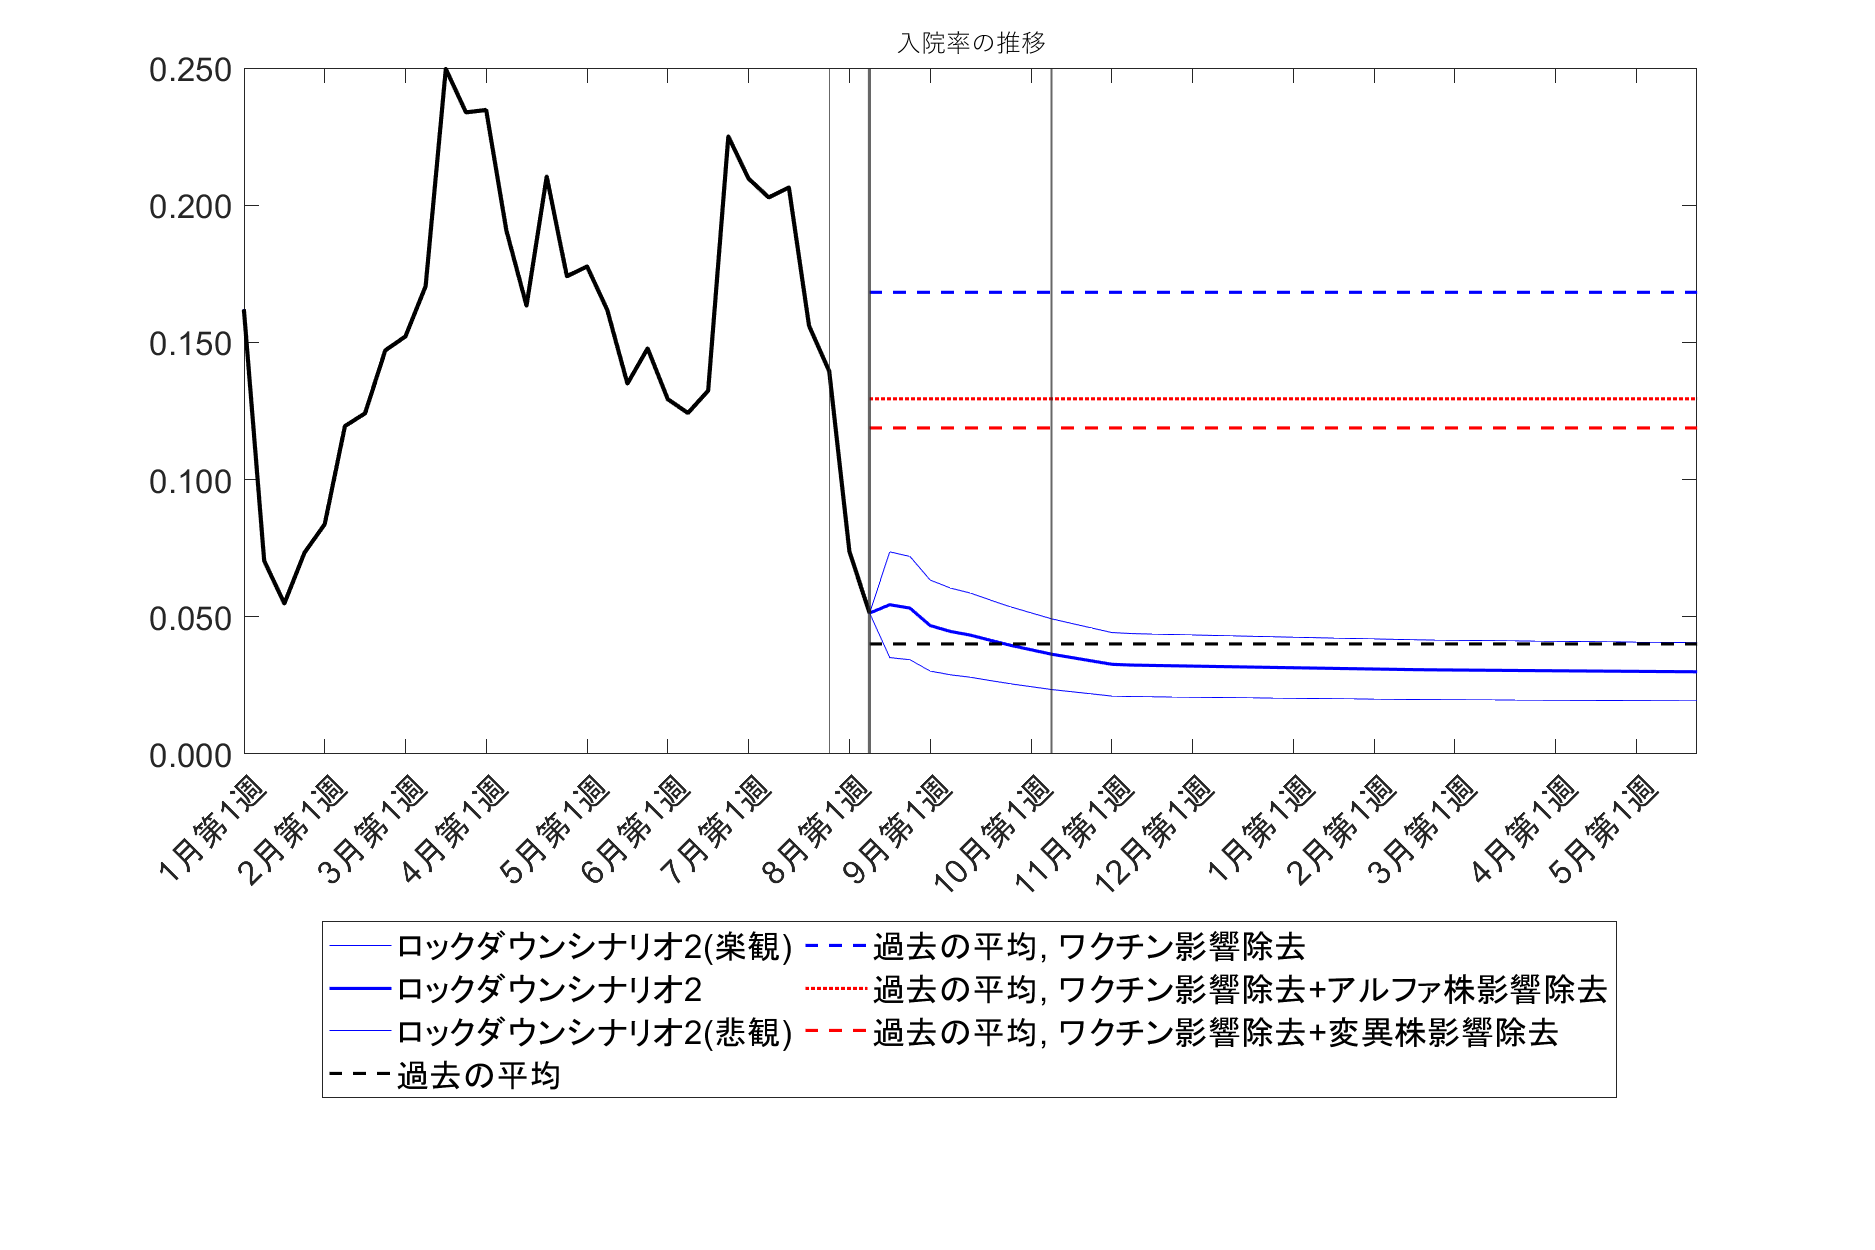 入院率の推移
0.250
0.200
0.150
0.100
0.050
0.000
1月第1週
2月第1週
3月第1週
4月第1週
5月第1週
6月第1週
7月第1週
8月第1週
9月第1週
10月第1週
11月第1週
12月第1週
1月第1週
2月第1週
3月第1週
4月第1週
5月第1週
ロックダウンシナリオ2(楽観)
ロックダウンシナリオ2
ロックダウンシナリオ2(悲観)
過去の平均
過去の平均, ワクチン影響除去
過去の平均, ワクチン影響除去+アルファ株影響除去
過去の平均, ワクチン影響除去+変異株影響除去